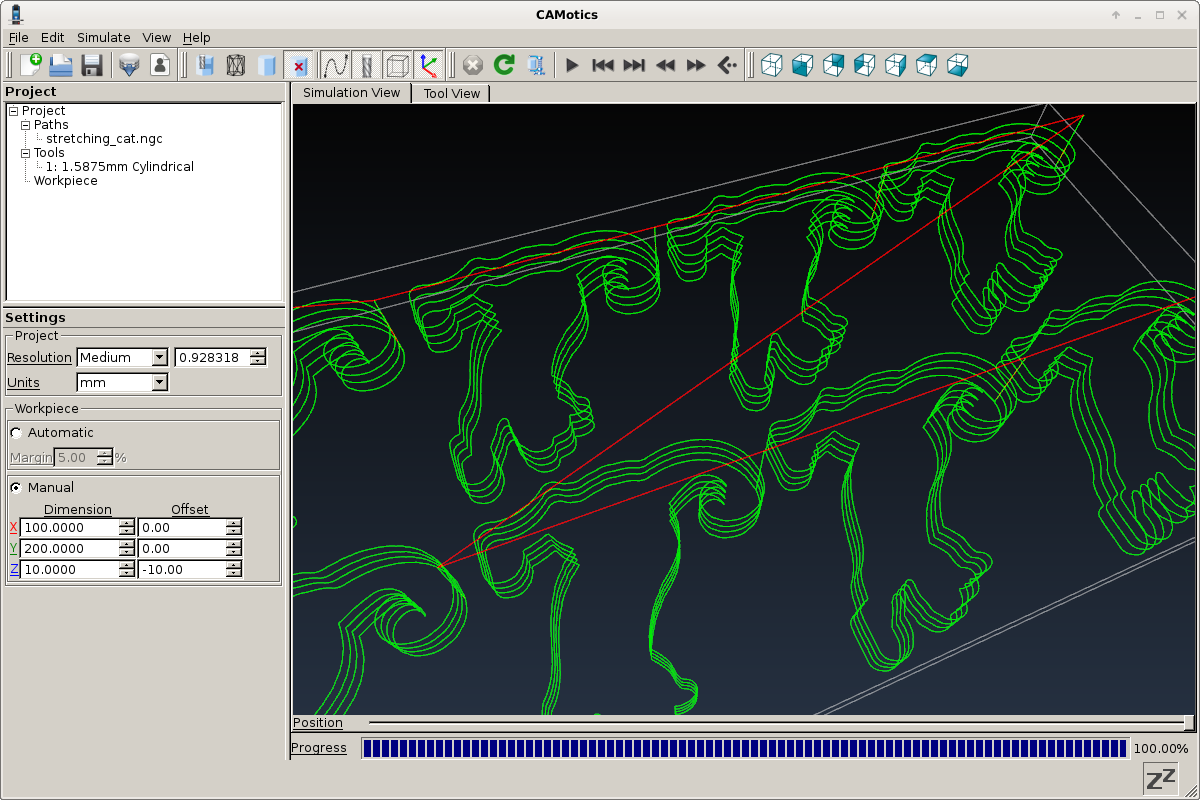 CAMotics
File Edit Simulate View Help
Project
Simulation View Tool View
Project
Paths
stretching_cat.ngc
Tools
1: 1.5875mm Cylindrical
Workpiece
Settings
Project
Resolution Medium 0.928318
Units mm
Workpiece
Automatic
Margin 5.00 %
Manual
Dimension Offset
X 100.0000 0.00
Y 200.0000 0.00
Z 10.0000 -10.00
Position
Progress 100.00%
zz